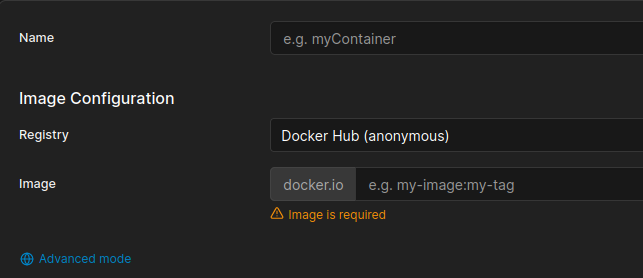 Name
e.g. myContainer
Image Configuration
Registry
Docker Hub (anonymous)
Image
docker.io
e.g. my-image:my-tag
Image is required
Advanced mode